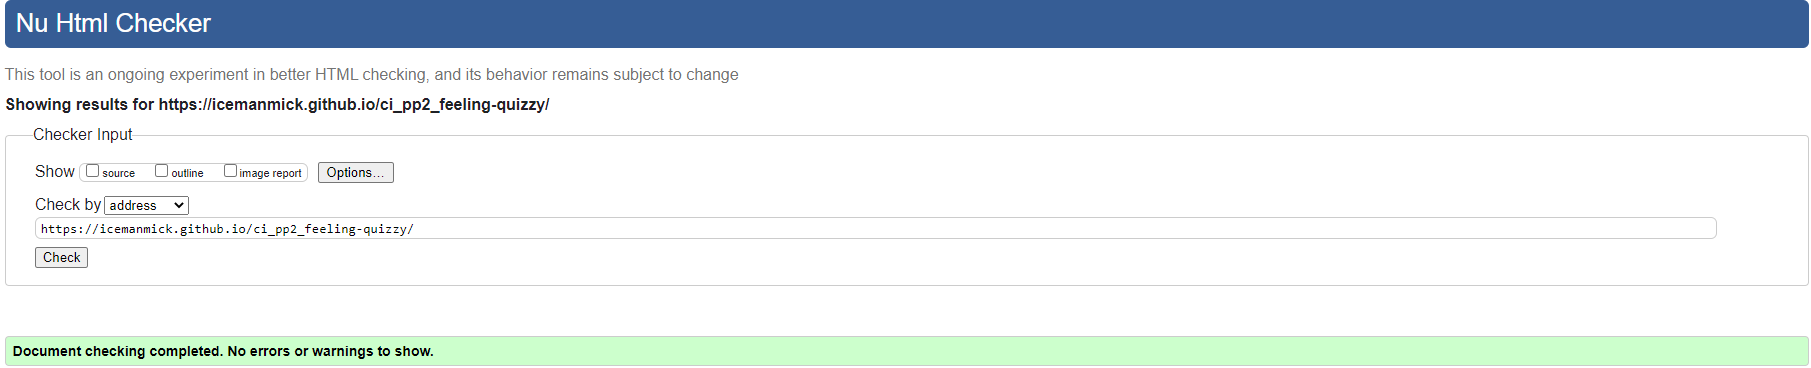 Nu Html Checker
This tool is an ongoing experiment in better HTML checking, and its behavior remains subject to change
Showing results for https://icemanmick.github.io/ci_pp2_feeling-quizzy/
Checker Input
Show source outline image report Options...
Check by address
https://icemanmick.github.io/ci_pp2_feeling-quizzy/
Check
Document checking completed. No errors or warnings to show.